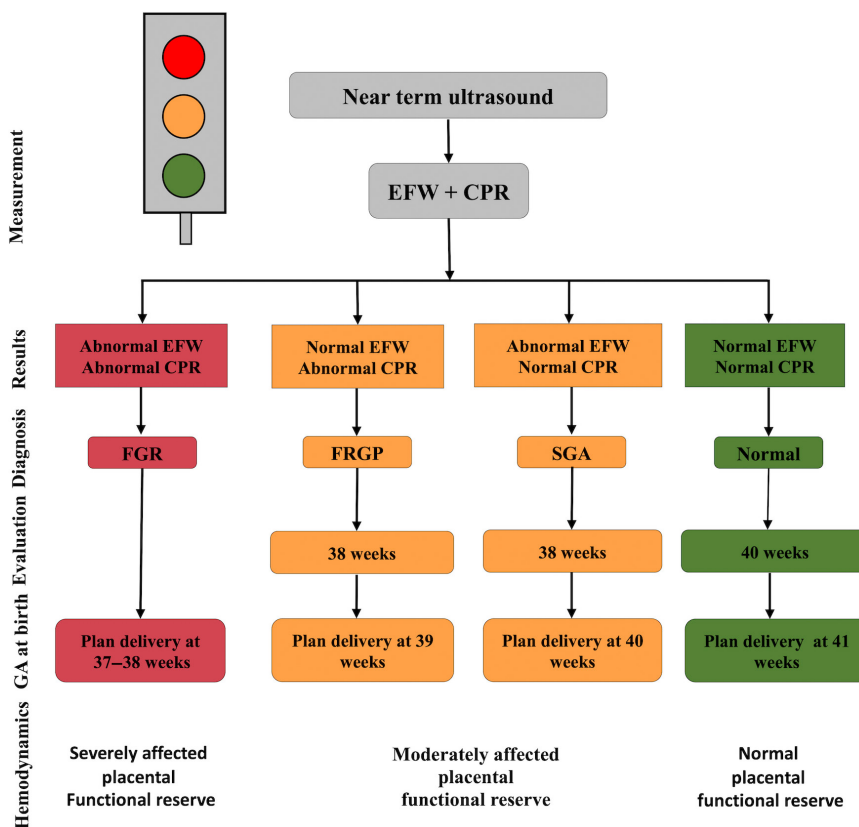 Measurement
Near term ultrasound
EFW + CPR
Results
Abnormal EFW
Abnormal CPR
Normal EFW
Abnormal CPR
Abnormal EFW
Normal CPR
Normal EFW
Normal CPR
Diagnosis
FGR
FRGP
SGA
Normal
Evaluation
38 weeks
38 weeks
40 weeks
GA at birth
Plan delivery at
37–38 weeks
Plan delivery at 39
weeks
Plan delivery at 40
weeks
Plan delivery at 41
weeks
Hemodynamics
Severely affected
placental
Functional reserve
Moderately affected
placental
functional reserve
Normal
placental
functional reserve